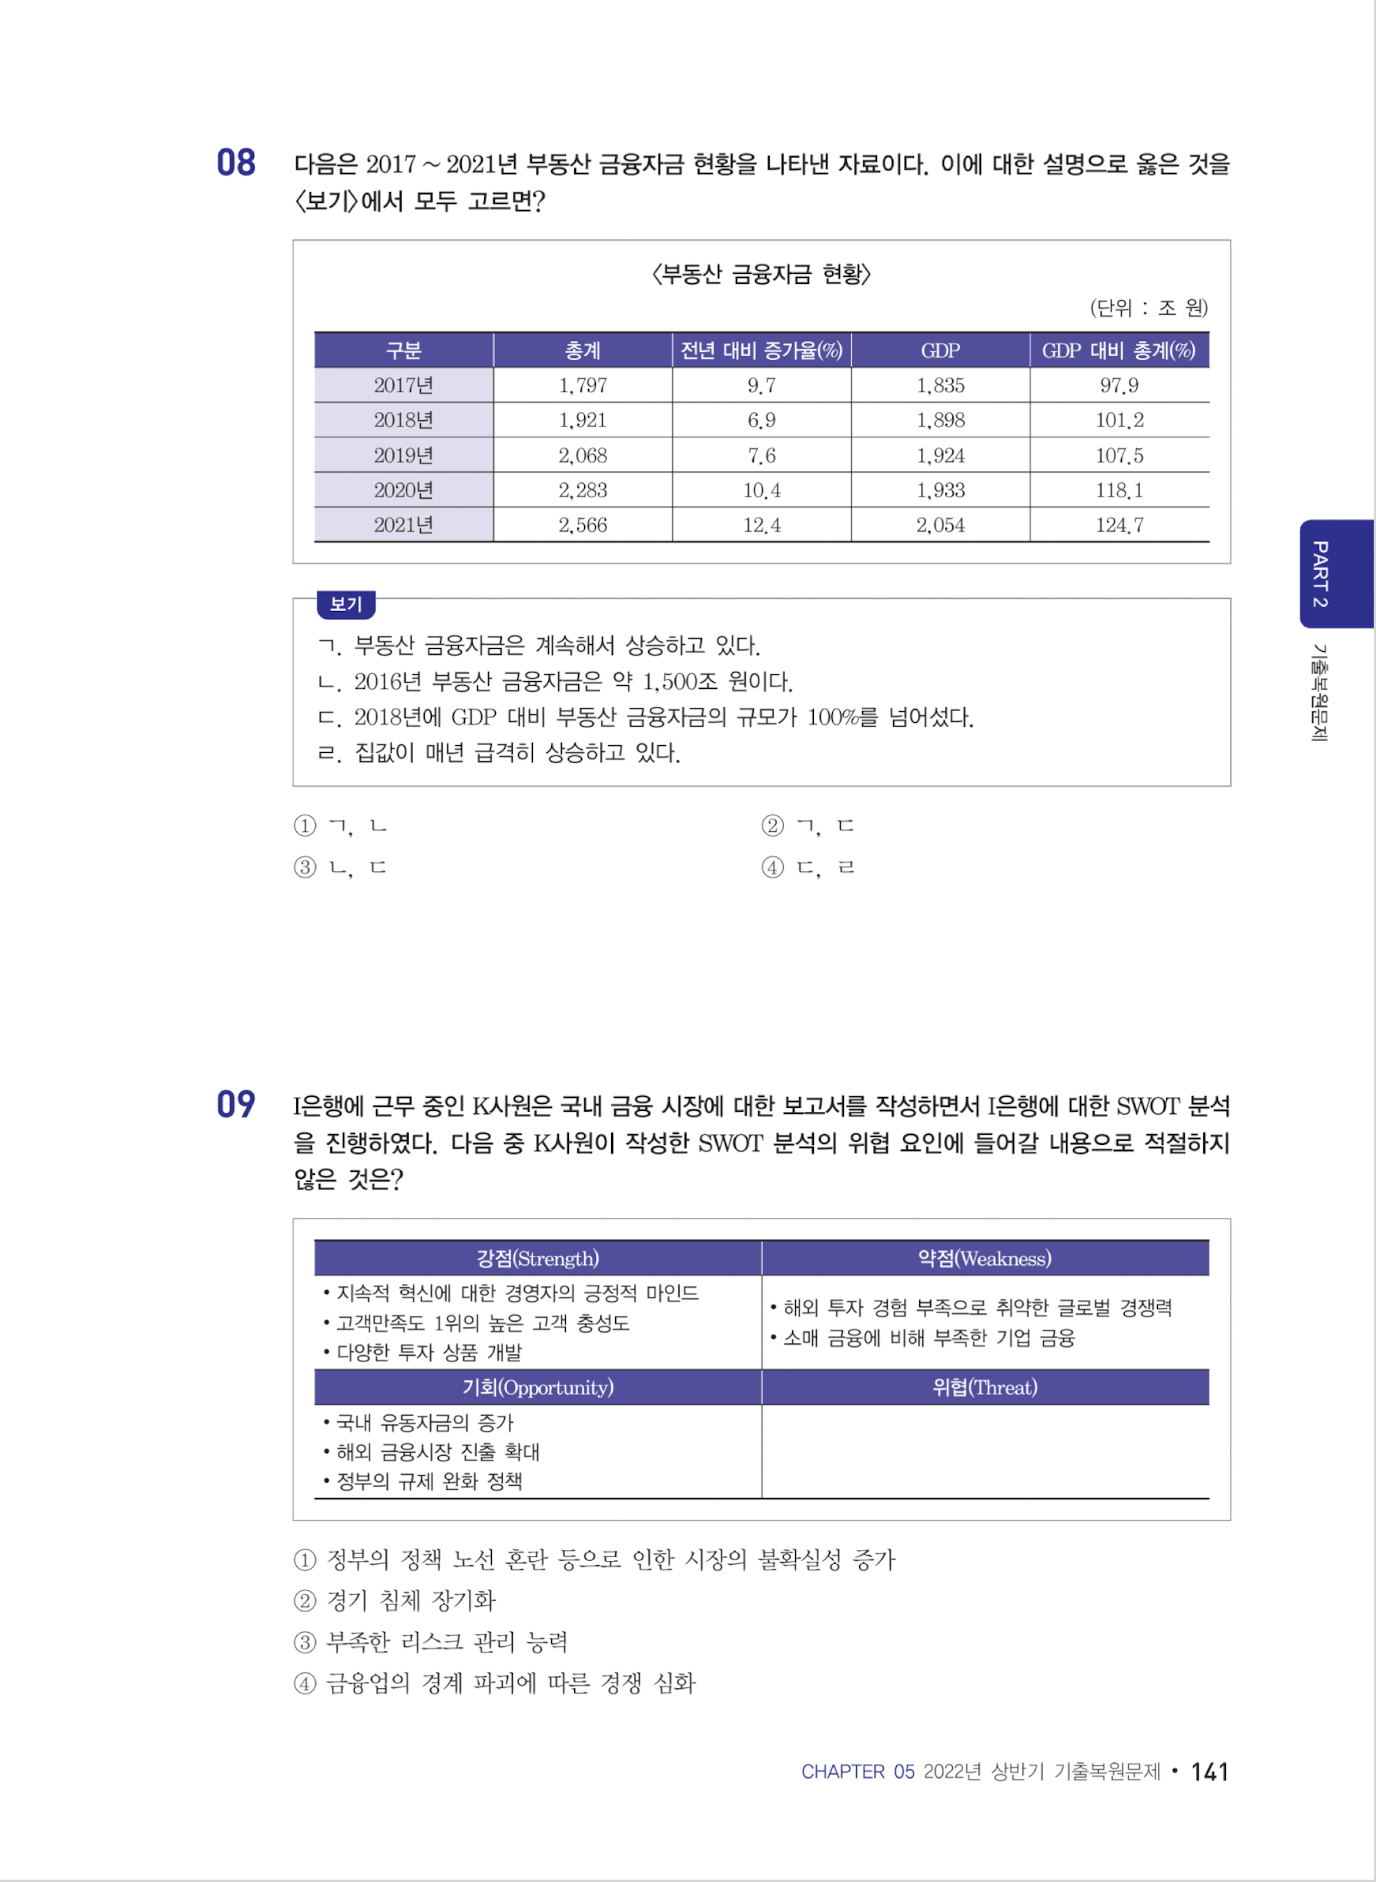 08 다음은 2017 ~ 2021년 부동산 금융자금 현황을 나타낸 자료이다. 이에 대한 설명으로 옳은 것을
〈보기〉에서 모두 고르면?
〈부동산 금융자금 현황〉
(단위 : 조 원)
구분 총계 전년 대비 증가율(%) GDP GDP 대비 총계(%)
2017년 1,797 9.7 1,835 97.9
2018년 1,921 6.9 1,898 101.2
2019년 2,068 7.6 1,924 107.5
2020년 2,283 10.4 1,933 118.1
2021년 2,566 12.4 2,054 124.7
보기
ㄱ. 부동산 금융자금은 계속해서 상승하고 있다.
ㄴ. 2016년 부동산 금융자금은 약 1,500조 원이다.
ㄷ. 2018년에 GDP 대비 부동산 금융자금의 규모가 100%를 넘어섰다.
ㄹ. 집값이 매년 급격히 상승하고 있다.
① ㄱ, ㄴ ② ㄱ, ㄷ
③ ㄴ, ㄷ ④ ㄷ, ㄹ
PART 2 기출복원문제
09 I은행에 근무 중인 K사원은 국내 금융 시장에 대한 보고서를 작성하면서 I은행에 대한 SWOT 분석
을 진행하였다. 다음 중 K사원이 작성한 SWOT 분석의 위협 요인에 들어갈 내용으로 적절하지
않은 것은?
강점(Strength) 약점(Weakness)
• 지속적 혁신에 대한 경영자의 긍정적 마인드
• 고객만족도 1위의 높은 고객 충성도
• 다양한 투자 상품 개발
• 해외 투자 경험 부족으로 취약한 글로벌 경쟁력
• 소매 금융에 비해 부족한 기업 금융
기회(Opportunity) 위협(Threat)
• 국내 유동자금의 증가
• 해외 금융시장 진출 확대
• 정부의 규제 완화 정책
① 정부의 정책 노선 혼란 등으로 인한 시장의 불확실성 증가
② 경기 침체 장기화
③ 부족한 리스크 관리 능력
④ 금융업의 경계 파괴에 따른 경쟁 심화
CHAPTER 05 2022년 상반기 기출복원문제 • 141